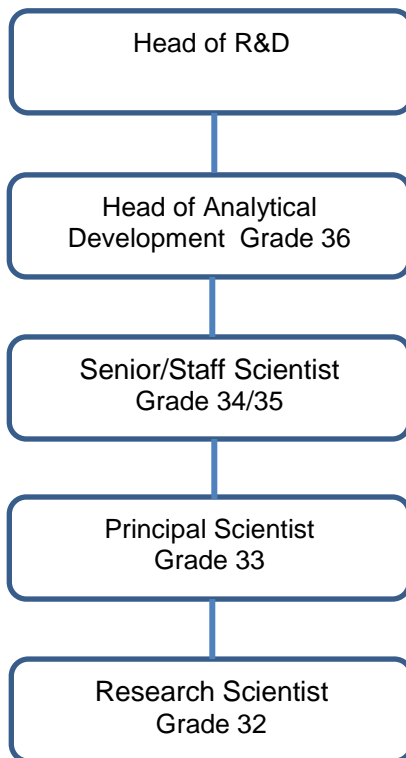 Head of R&D
Head of Analytical
Development  Grade 36
Senior/Staff Scientist
Grade 34/35
Principal Scientist
Grade 33
Research Scientist
Grade 32